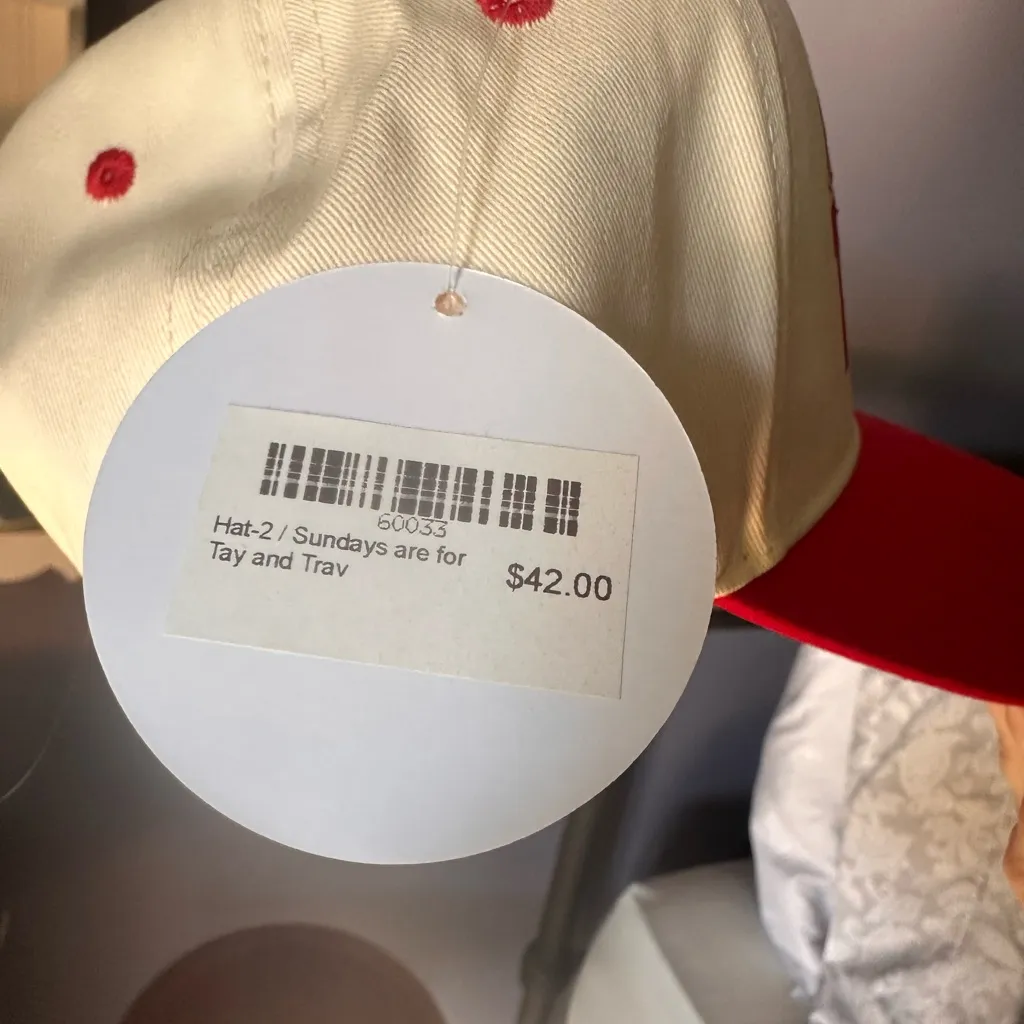 60033
Hat-2 / Sundays are for
Tay and Trav
$42.00